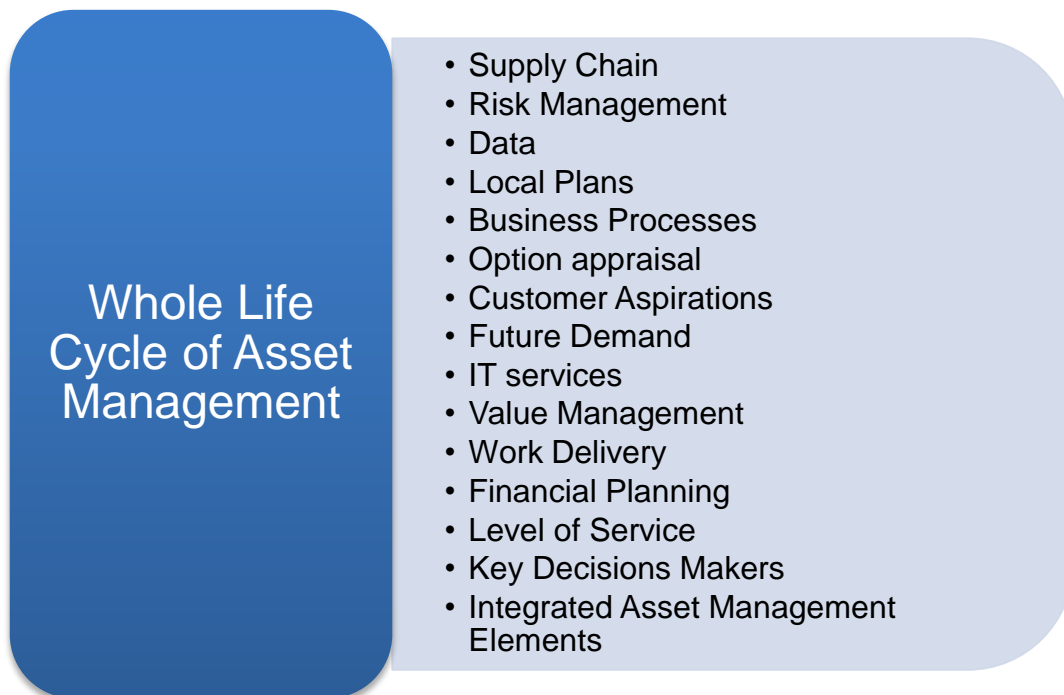 Whole Life
Cycle of Asset
Management
• Supply Chain
• Risk Management
• Data
• Local Plans
• Business Processes
• Option appraisal
• Customer Aspirations
• Future Demand
• IT services
• Value Management
• Work Delivery
• Financial Planning
• Level of Service
• Key Decisions Makers
• Integrated Asset Management
Elements